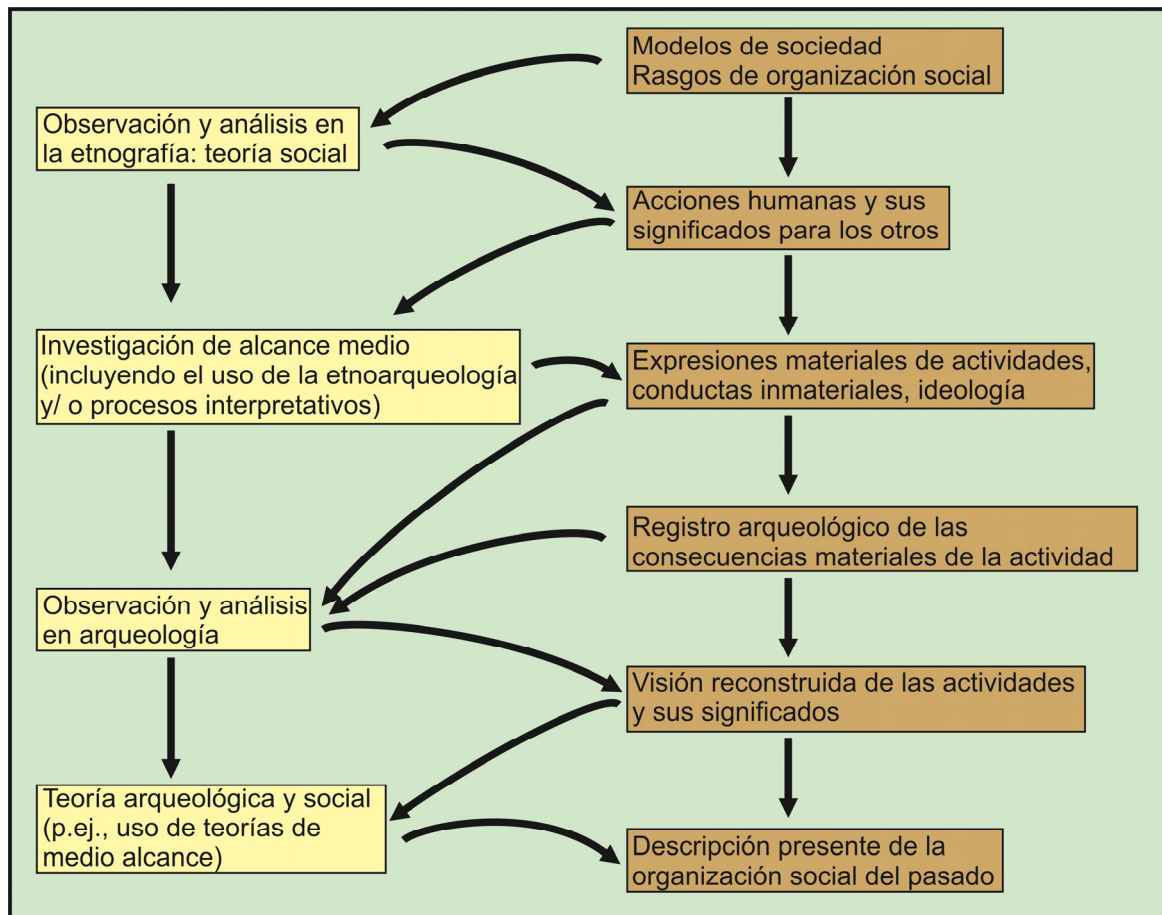 Modelos de sociedad
Rasgos de organización social
Observación y análisis en
la etnografía: teoría social
Acciones humanas y sus
significados para los otros
Investigación de alcance medio
(incluyendo el uso de la etnoarqueología
y/ o procesos interpretativos)
Expresiones materiales de actividades,
conductas inmateriales, ideología
Registro arqueológico de las
consecuencias materiales de la actividad
Observación y análisis
en arqueología
Visión reconstruida de las actividades
y sus significados
Teoría arqueológica y social
(p.ej., uso de teorías de
medio alcance)
Descripción presente de la
organización social del pasado